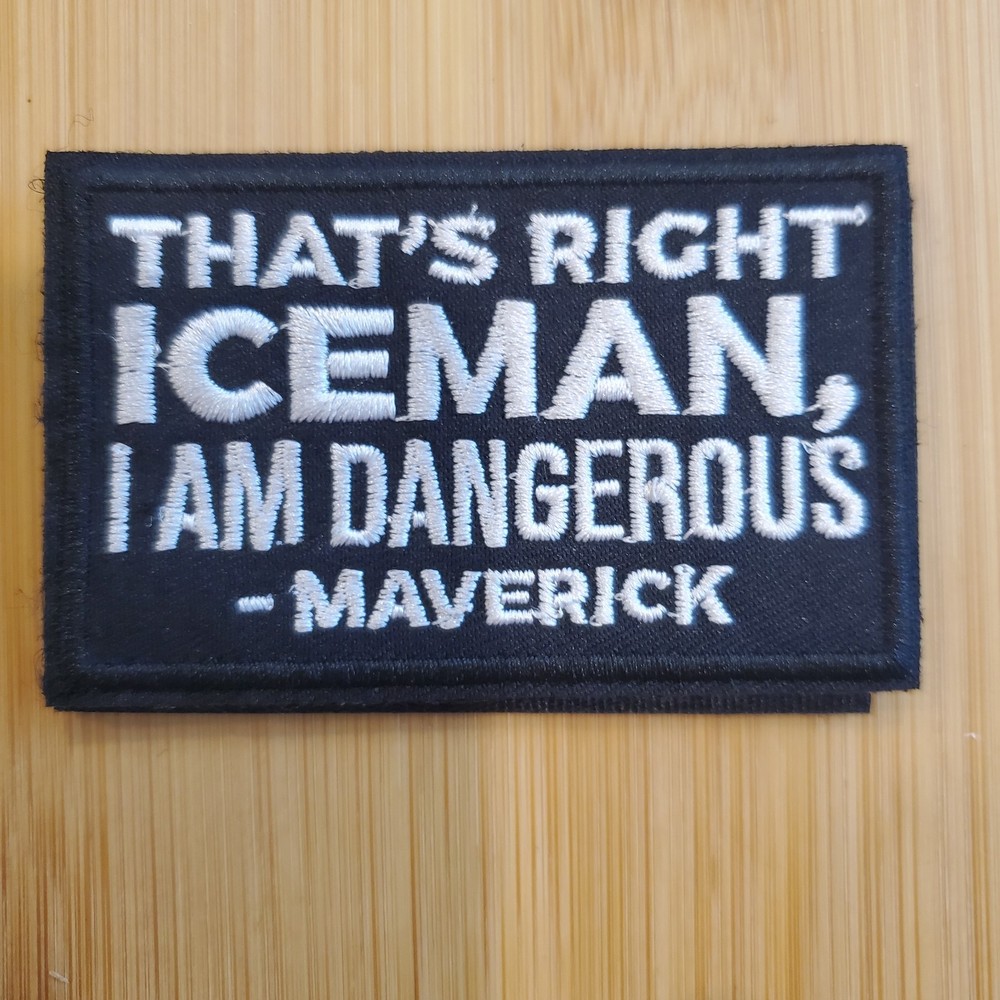 THAT'S RIGHT
ICEMAN,
I AM DANGEROUS
- MAVERICK